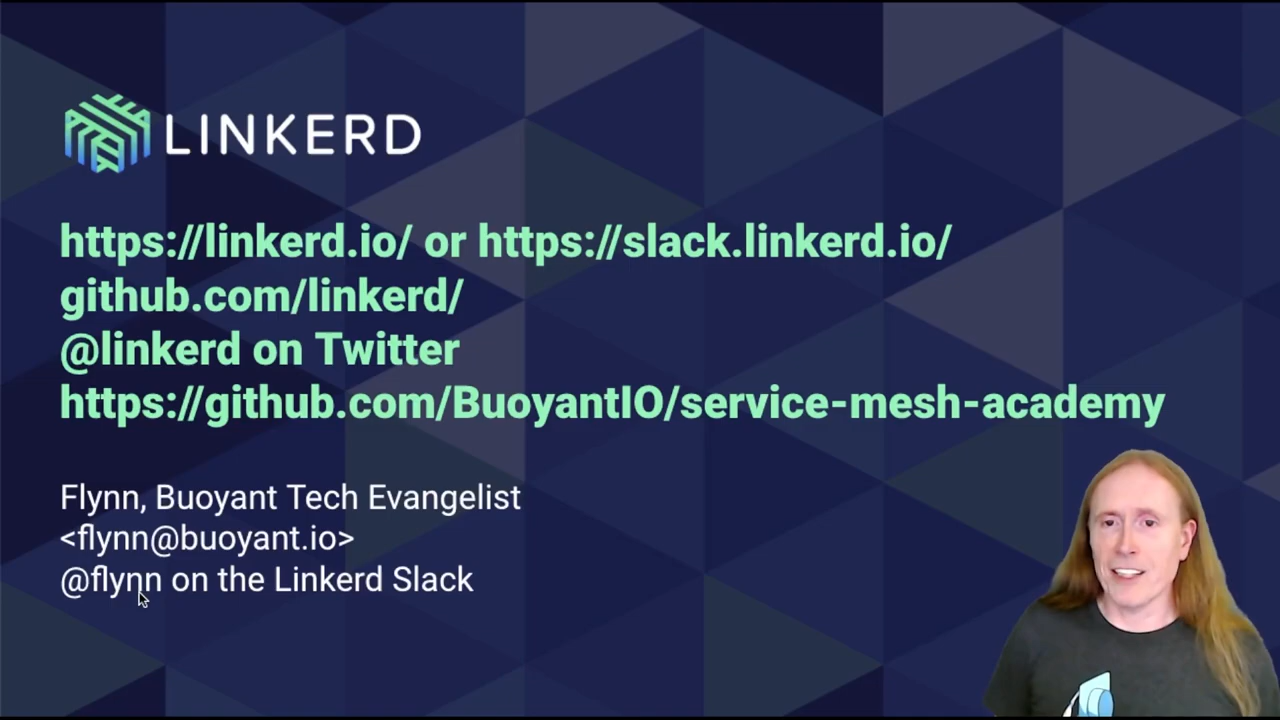 LINKERD
https://linkerd.io/ or https://slack.linkerd.io/
github.com/linkerd/
@linkerd on Twitter
https://github.com/BuoyantIO/service-mesh-academy
Flynn, Buoyant Tech Evangelist
<flynn@buoyant.io>
@flynn on the Linkerd Slack